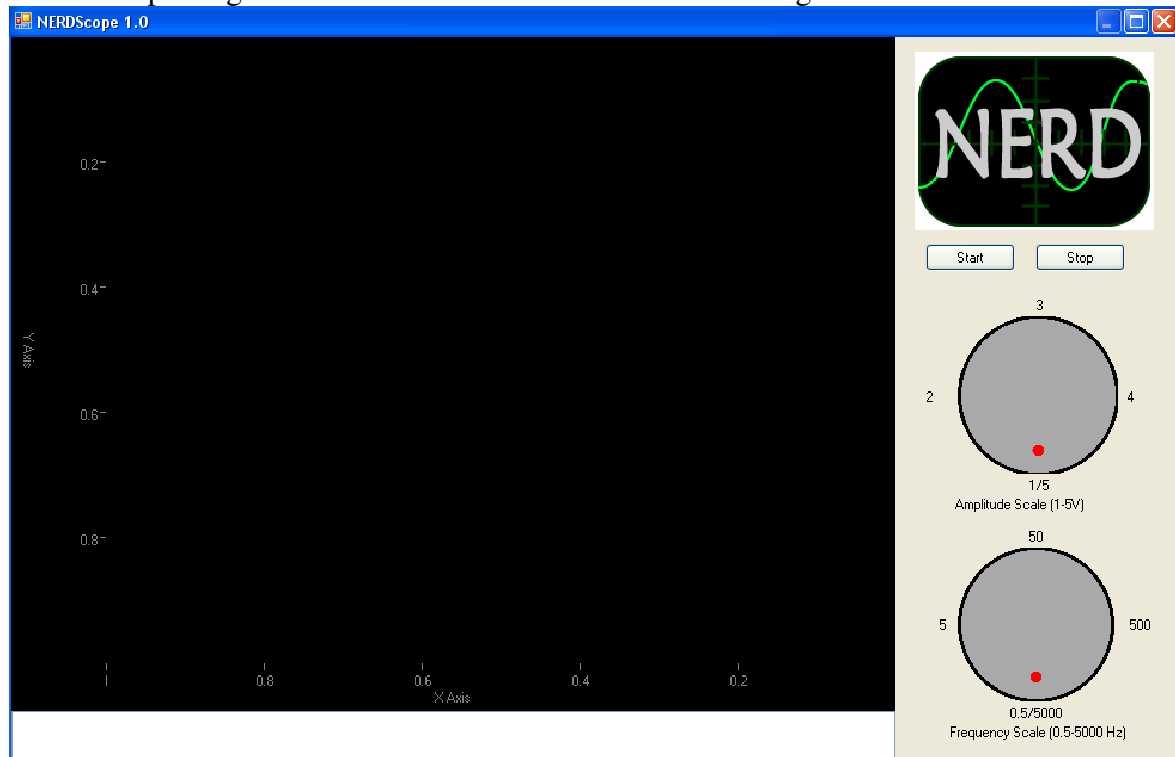 NERDScope 1.0
NERD
Start Stop
0.2
0.4
0.6
0.8
Y Axis
0.8 0.6 0.4 0.2
X Axis
3
2 4
1/5
Amplitude Scale (1-5V)
50
5 500
0.5/5000
Frequency Scale (0.5-5000 Hz)